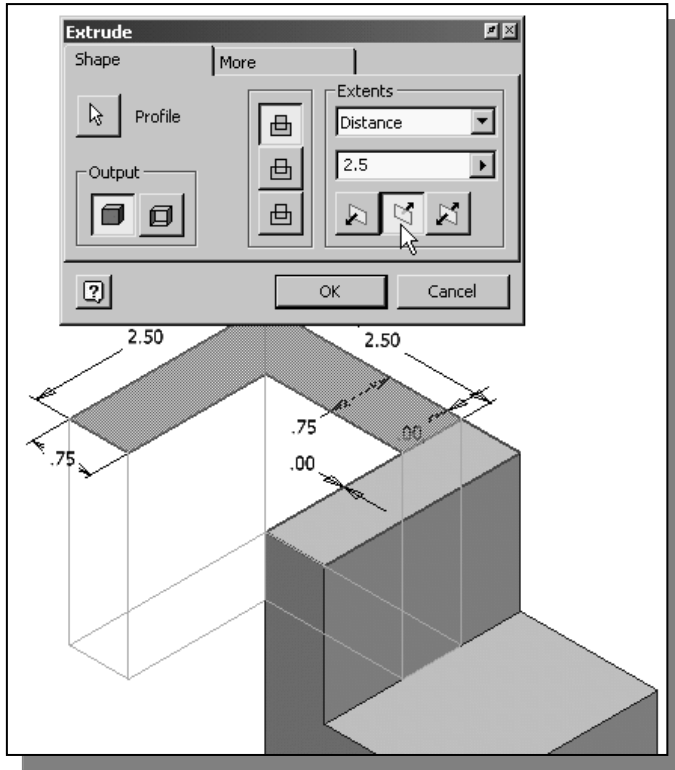 Extrude
Shape
More
Profile
Output
Extents
Distance
2.5
?
OK
Cancel
2.50
2.50
.75
.00
.75
.00